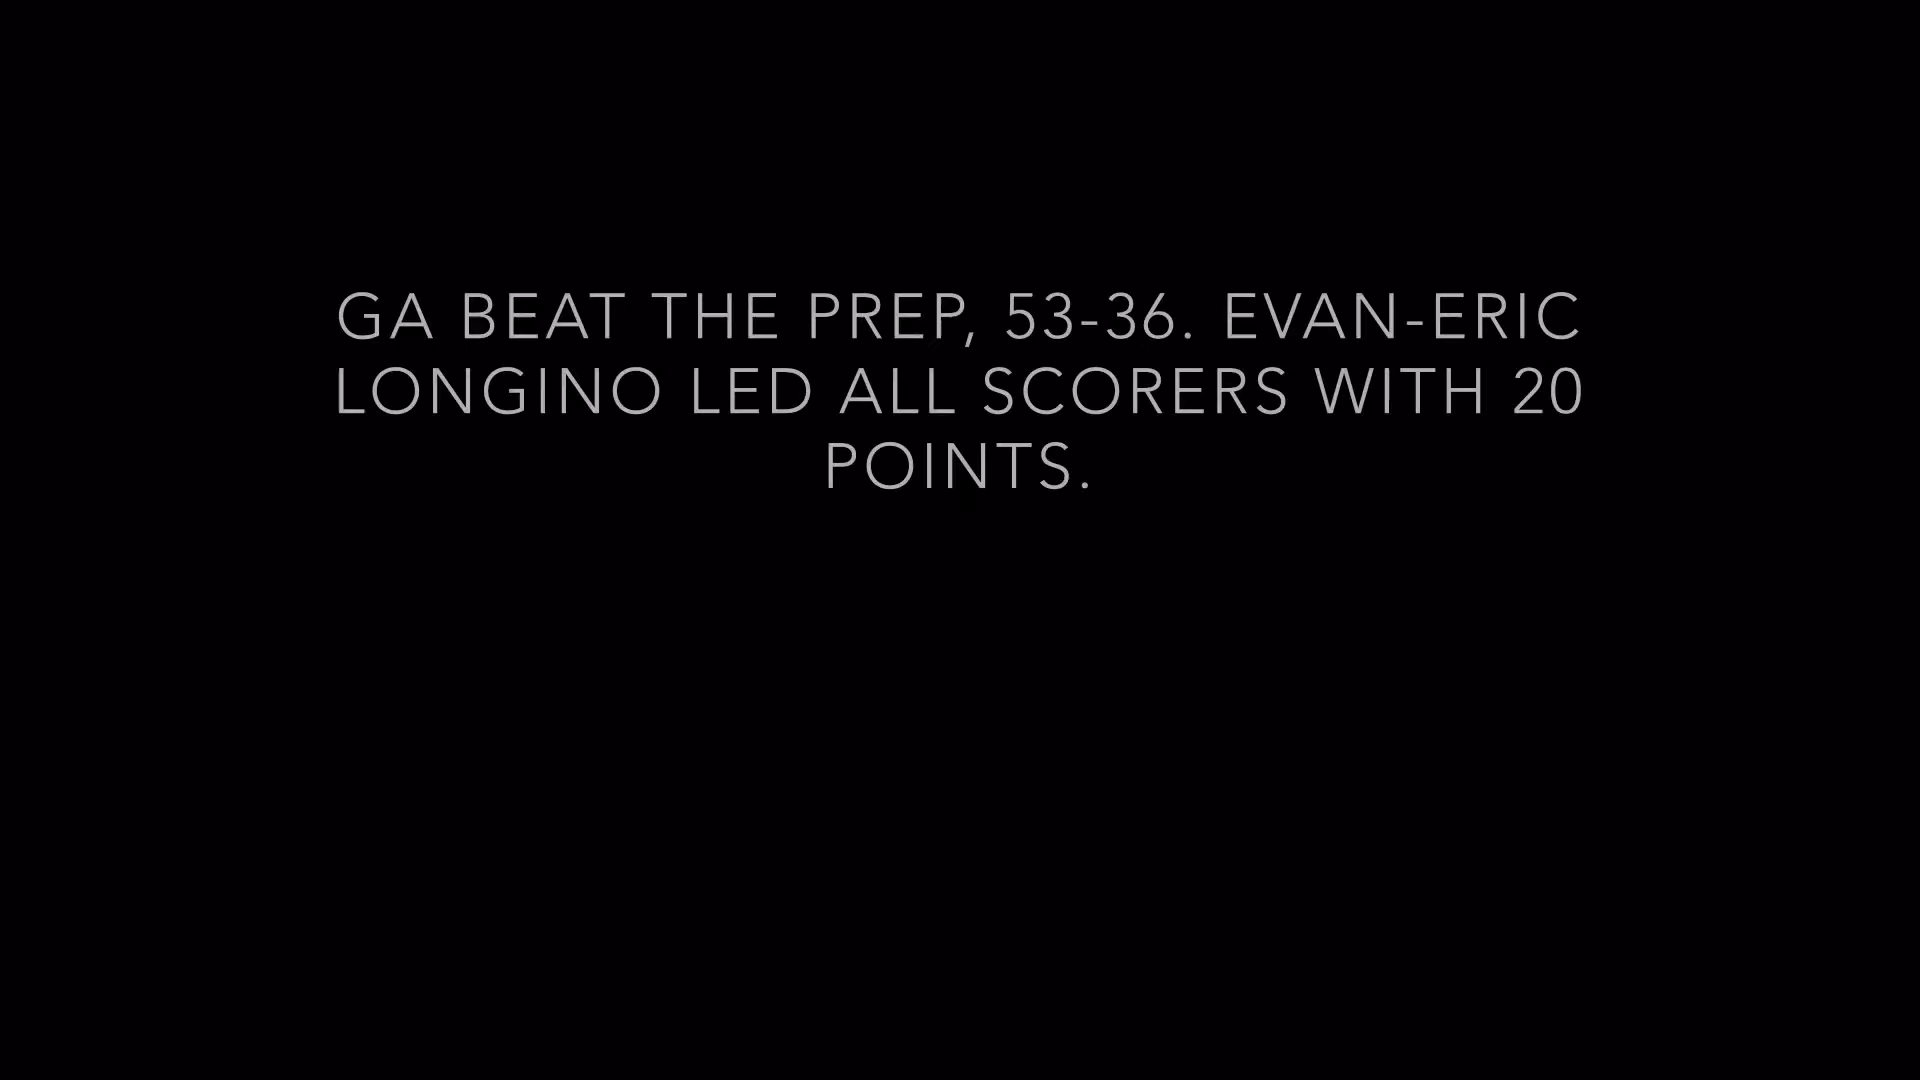 GA BEAT THE PREP, 53-36. EVAN-ERIC
LONGINO LED ALL SCORERS WITH 20
POINTS.